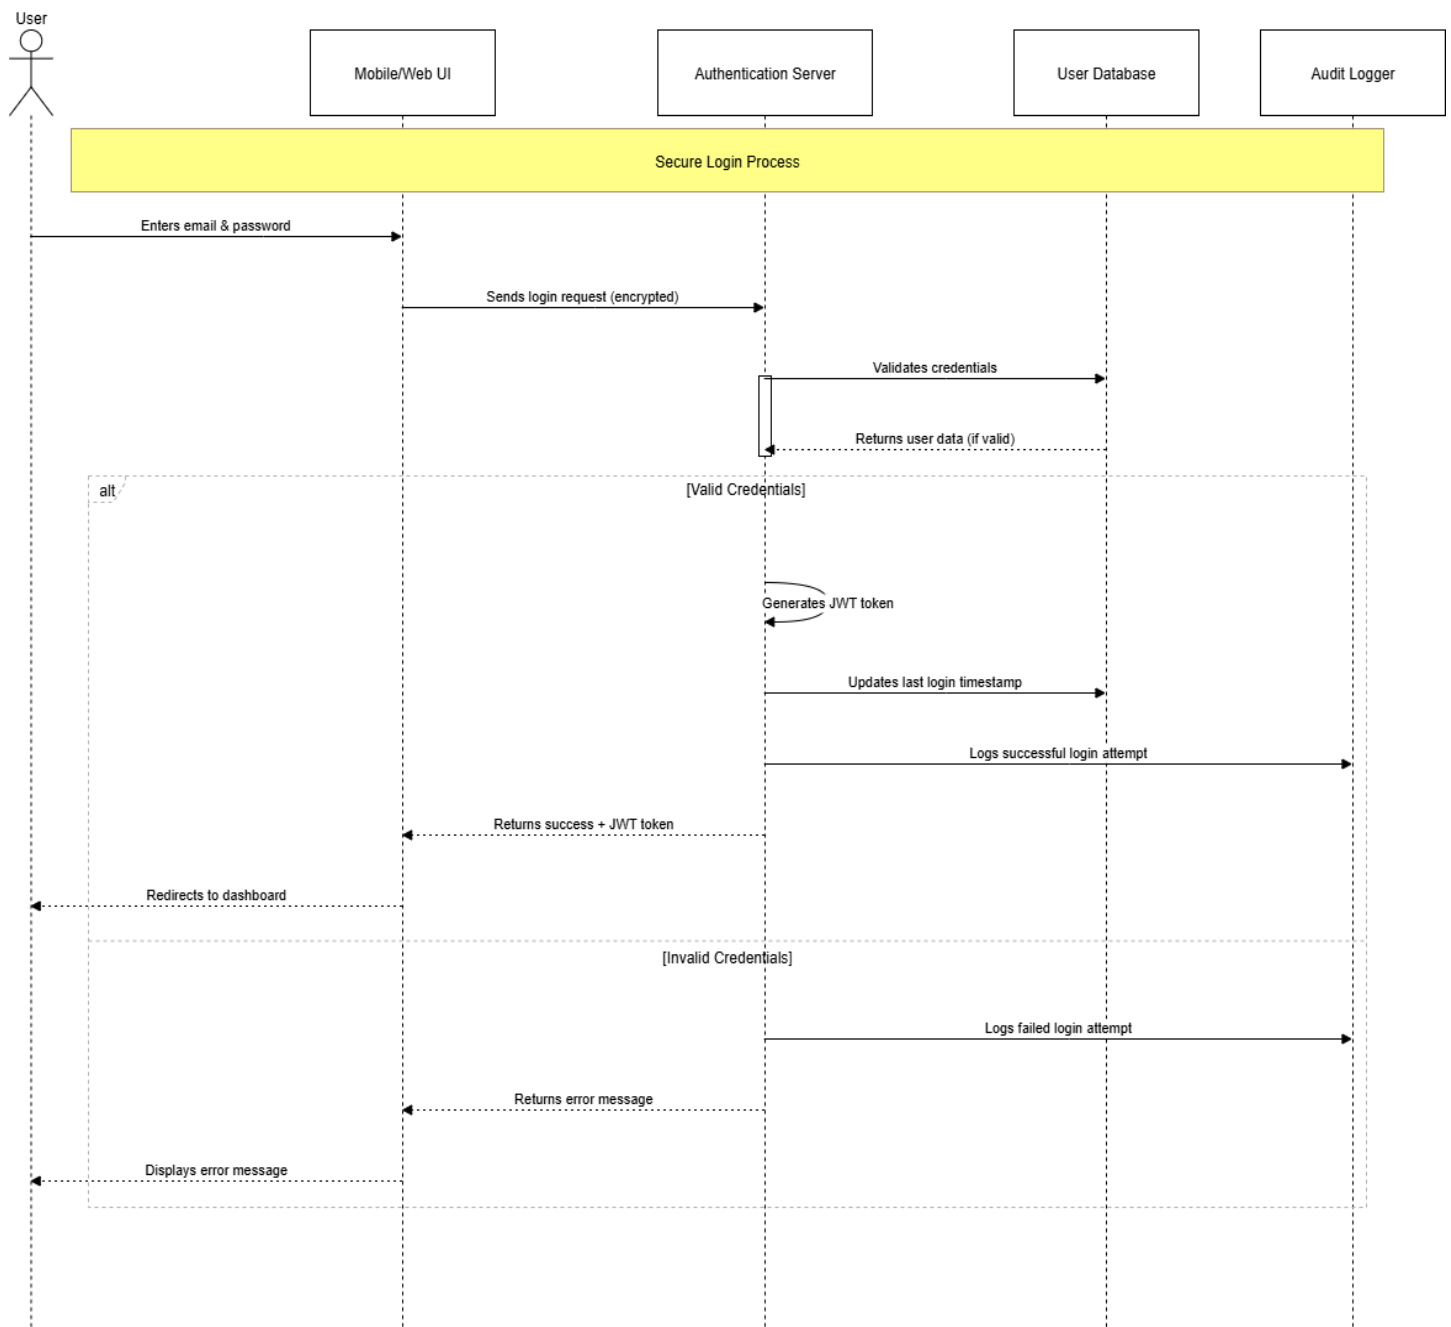 User
Mobile/Web UI
Authentication Server
User Database
Audit Logger
Secure Login Process
Enters email & password
Sends login request (encrypted)
Validates credentials
Returns user data (if valid)
alt
[Valid Credentials]
Generates JWT token
Updates last login timestamp
Logs successful login attempt
Returns success + JWT token
Redirects to dashboard
[Invalid Credentials]
Logs failed login attempt
Returns error message
Displays error message